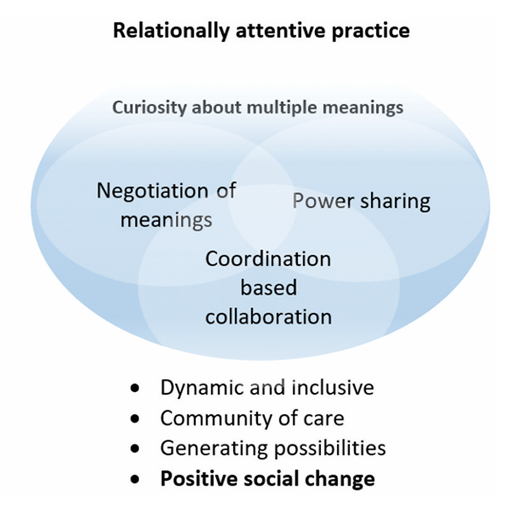 Relationally attentive practice
Curiosity about multiple meanings
Negotiation of
meanings
Power sharing
Coordination
based
collaboration
• Dynamic and inclusive
• Community of care
• Generating possibilities
• Positive social change